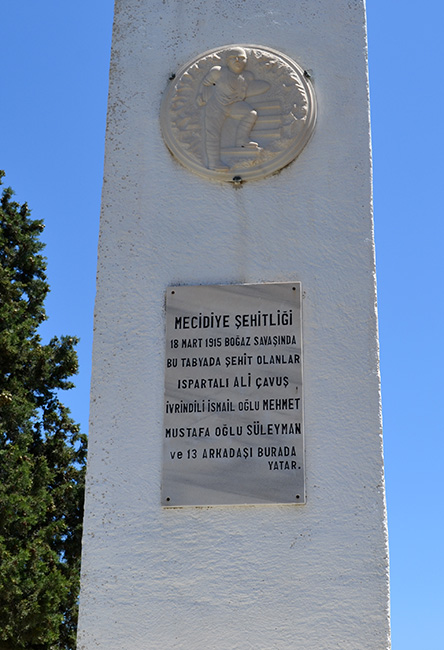 MECİDİYE ŞEHİTLİĞİ
18 MART 1915 BOĞAZ SAVAŞINDA
BU TABYADA ŞEHİT OLANLAR
ISPARTALI ALİ ÇAVUŞ
İVRİNDİLİ İSMAİL OĞLU MEHMET
MUSTAFA OĞLU SÜLEYMAN
ve 13 ARKADAŞI BURADA
YATAR.